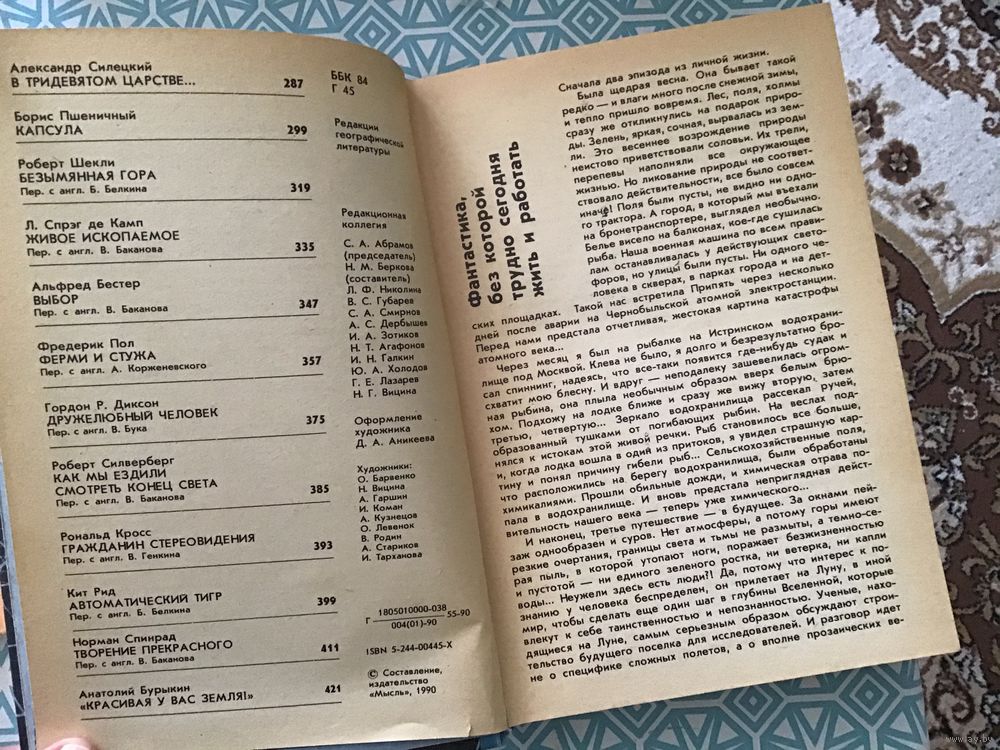 Александр Силецкий
В ТРИДЕВЯТОМ ЦАРСТВЕ... 287
Борис Пшеничный
КАПСУЛА 299
Роберт Шекли
БЕЗЫМЯННАЯ ГОРА
Пер. с англ. Б. Белкина 319
Л. Спрэг де Камп
ЖИВОЕ ИСКОПАЕМОЕ
Пер. с англ. В. Баканова 335
Альфред Бестер
ВЫБОР
Пер. с англ. В. Баканова 347
Фредерик Пол
ФЕРМИ И СТУЖА
Пер. с англ. А. Корженевского 357
Гордон Р. Диксон
ДРУЖЕЛЮБНЫЙ ЧЕЛОВЕК
Пер. с англ. В. Бука 375
Роберт Силверберг
КАК МЫ ЕЗДИЛИ
СМОТРЕТЬ КОНЕЦ СВЕТА
Пер. с англ. В. Баканова 385
Рональд Кросс
ГРАЖДАНИН СТЕРЕОВИДЕНИЯ
Пер. с англ. В. Генкина 393
Кит Рид
АВТОМАТИЧЕСКИЙ ТИГР
Пер. с англ. Б. Белкина 399
Норман Спинрад
ТВОРЕНИЕ ПРЕКРАСНОГО
Пер. с англ. В. Баканова 411
Анатолий Бурыкин
«КРАСИВАЯ У ВАС ЗЕМЛЯ!» 421
ББК 84
Г 45
Редакции
географической
литературы
Редакционная
коллегия
С. А. Абрамов
(председатель)
Н. М. Беркова
(составитель)
Л. Ф. Николина
В. С. Губарев
С. А. Смирнов
А. С. Дербышев
И. А. Зотиков
Н. Т. Агафонов
И. Н. Галкин
Ю. А. Холодов
Г. Е. Лазарев
Н. Г. Вицина
Оформление
художника
Д. А. Аникеева
Художники:
О. Барвенко
Н. Вицина
А. Гаршин
И. Коман
А. Кузнецов
О. Левенок
В. Родин
А. Стариков
И. Тарханова
Г 1805010000-038
004(01)-90 55-90
ISBN 5-244-00445-X
© Составление,
издательство
«Мысль», 1990
Фантастика,
без которой
трудно сегодня
жить и работать
Сначала два эпизода из личной жизни.
Была щедрая весна. Она бывает такой
редко — и влаги много после снежной зимы,
и тепло пришло вовремя. Лес, поля, холмы
сразу же откликнулись на подарок приро-
ды. Зелень, яркая, сочная, вырвалась из зем-
ли. Это весеннее возрождение природы
неистово приветствовали соловьи. Их трели,
перепевы наполняли все окружающее
жизнью. Но ликование природы не соответ-
ствовало действительности, все было совсем
иначе! Поля были пусты, не видно ни одно-
го трактора. А город, в который мы въехали
на бронетранспортере, выглядел необычно.
Белье висело на балконах, кое-где сушилась
рыба. Наша военная машина по всем прави-
лам останавливалась у действующих свето-
форов, но улицы были пусты. Ни одного че-
ловека в скверах, в парках города и на дет-
ских площадках. Такой нас встретила Припять через несколько
дней после аварии на Чернобыльской атомной электростанции.
Перед нами предстала отчетливая, жестокая картина катастрофы
атомного века...
Через месяц я был на рыбалке на Истринском водохрани-
лище под Москвой. Клева не было, я долго и безрезультатно бро-
сал спиннинг, надеясь, что все-таки появится где-нибудь судак и
схватит мою блесну. И вдруг — неподалеку зашевелилась огром-
ная рыбина, она плыла необычным образом вверх белым брю-
хом. Подхожу на лодке ближе и сразу же вижу вторую, затем
третью, четвертую... Зеркало водохранилища рассекал ручей,
образованный тушками от погибающих рыбин. На веслах под-
нялся к истокам этой живой речки. Рыб становилось все больше,
и, когда лодка вошла в один из притоков, я увидел страшную кар-
тину и понял причину гибели рыб... Сельскохозяйственные поля,
что расположились на берегу водохранилища, были обработаны
химикалиями. Прошли обильные дожди, и химическая отрава по-
пала в водохранилище. И вновь предстала неприглядная дейст-
вительность нашего века — теперь уже химического...
И наконец, третье путешествие — в будущее. За окнами пей-
заж однообразен и суров. Нет атмосферы, а потому горы имеют
резкие очертания, границы света и тьмы не размыты, а темно-се-
рая пыль, в которой утопают ноги, поражает безжизненностью
и пустотой — ни единого зеленого ростка, ни ветерка, ни капли
воды... Неужели здесь есть люди?! Да, потому что интерес к по-
знанию у человека беспределен, он прилетает на Луну, в иной
мир, чтобы сделать еще один шаг в глубины Вселенной, которые
влекут к себе таинственностью и непознанностью. Ученые, нахо-
дящиеся на Луне, самым серьезным образом обсуждают строи-
тельство будущего поселка для исследователей. И разговор идет
не о специфике сложных полетов, а о вполне прозаических ве-
www.ay.by